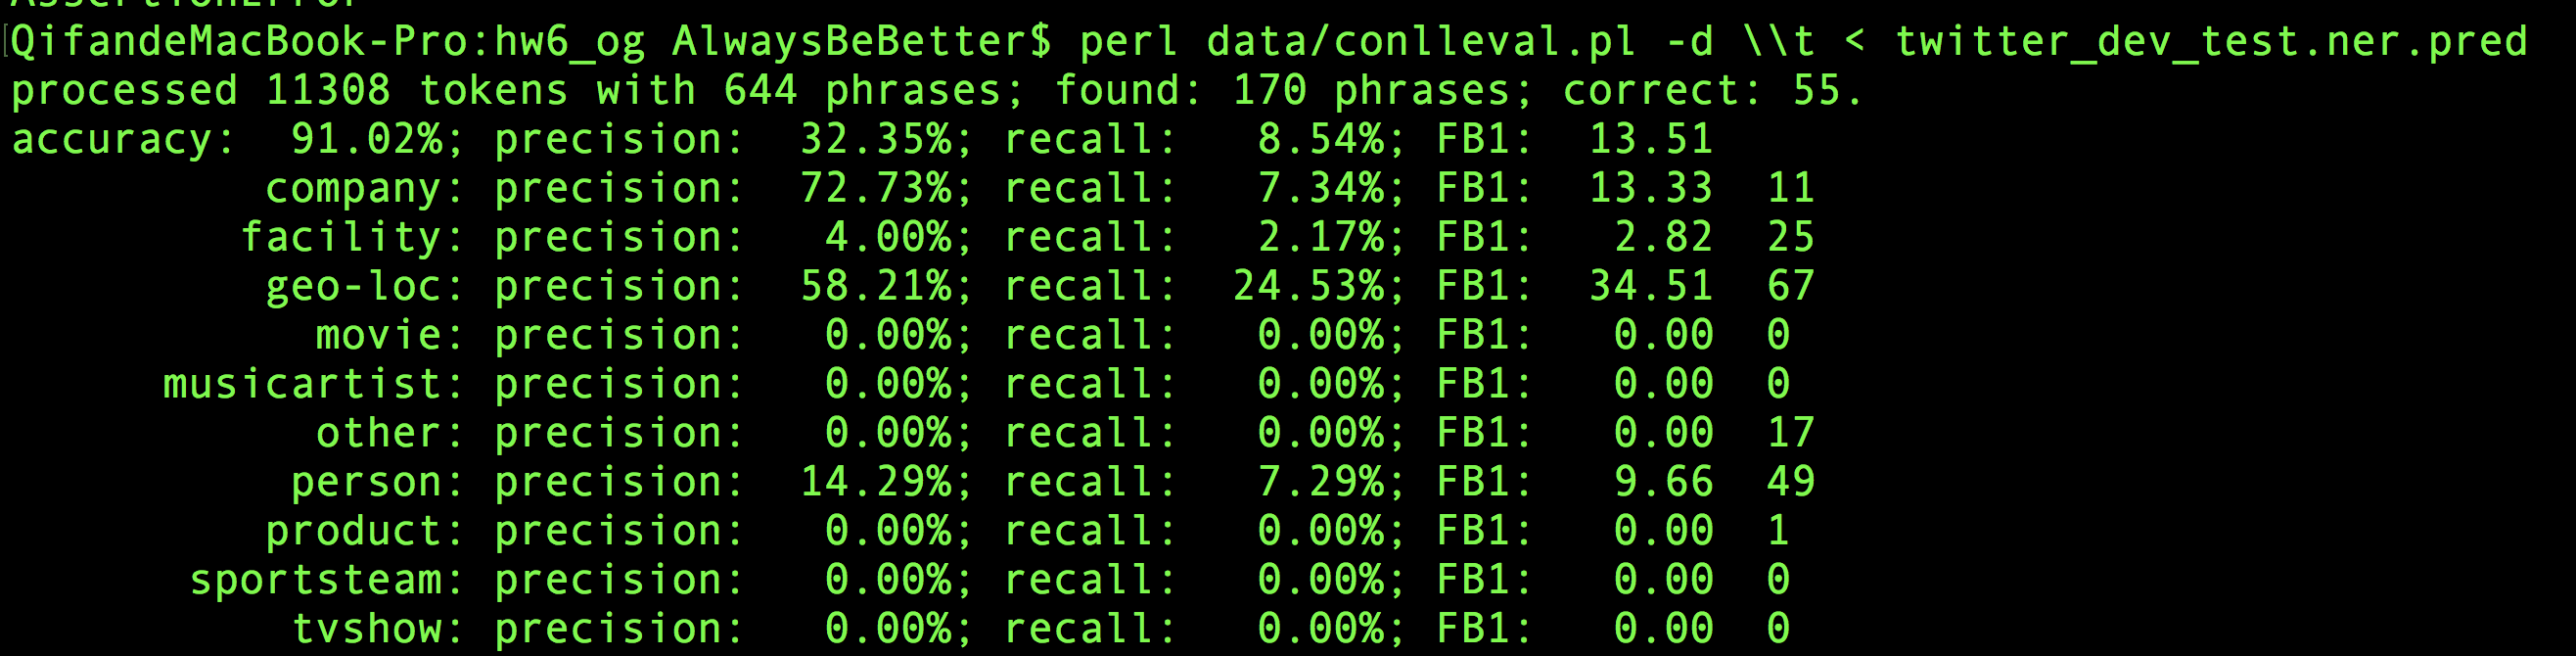 AssertionError
[QifandeMacBook-Pro:hw6_og AlwaysBeBetter$ perl data/conlleval.pl -d \\t < twitter_dev_test.ner.pred
processed 11308 tokens with 644 phrases; found: 170 phrases; correct: 55.
accuracy:  91.02%; precision:  32.35%; recall:   8.54%; FB1:  13.51
          company: precision:  72.73%; recall:   7.34%; FB1:  13.33  11
         facility: precision:   4.00%; recall:   2.17%; FB1:   2.82  25
          geo-loc: precision:  58.21%; recall:  24.53%; FB1:  34.51  67
            movie: precision:   0.00%; recall:   0.00%; FB1:   0.00  0
      musicartist: precision:   0.00%; recall:   0.00%; FB1:   0.00  0
            other: precision:   0.00%; recall:   0.00%; FB1:   0.00  17
           person: precision:  14.29%; recall:   7.29%; FB1:   9.66  49
          product: precision:   0.00%; recall:   0.00%; FB1:   0.00  1
       sportsteam: precision:   0.00%; recall:   0.00%; FB1:   0.00  0
           tvshow: precision:   0.00%; recall:   0.00%; FB1:   0.00  0